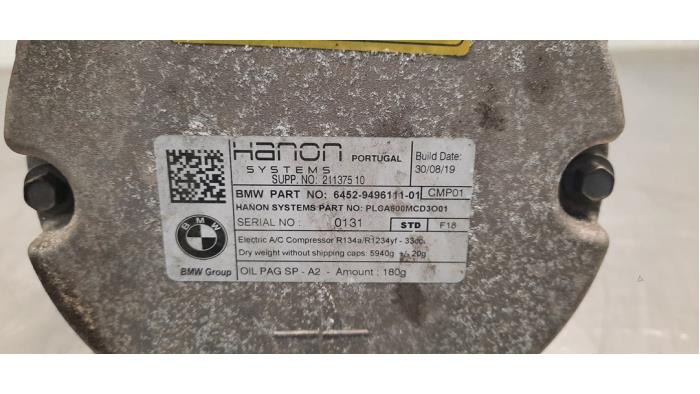 Hanon PORTUGAL
SYSTEMS
Build Date:
30/08/19
SUPP. NO: 211375 10
BMW PART NO: 6452-9496111-01 CMP01
HANON SYSTEMS PART NO: PLGA600MCD3O01
SERIAL NO : 0131 STD F18
BMW
Electric A/C Compressor R134a/R1234yf - 33cc
Dry weight without shipping caps: 5940g +/- 20g
BMW Group
OIL PAG SP - A2 - Amount : 180g